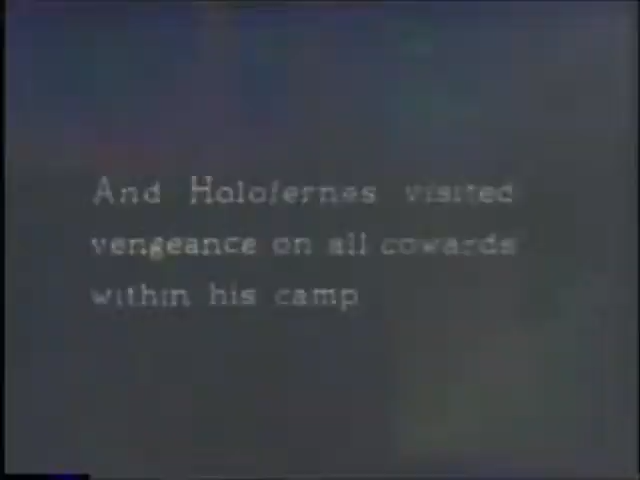 And Holofernes visited
vengeance on all cowards
within his camp